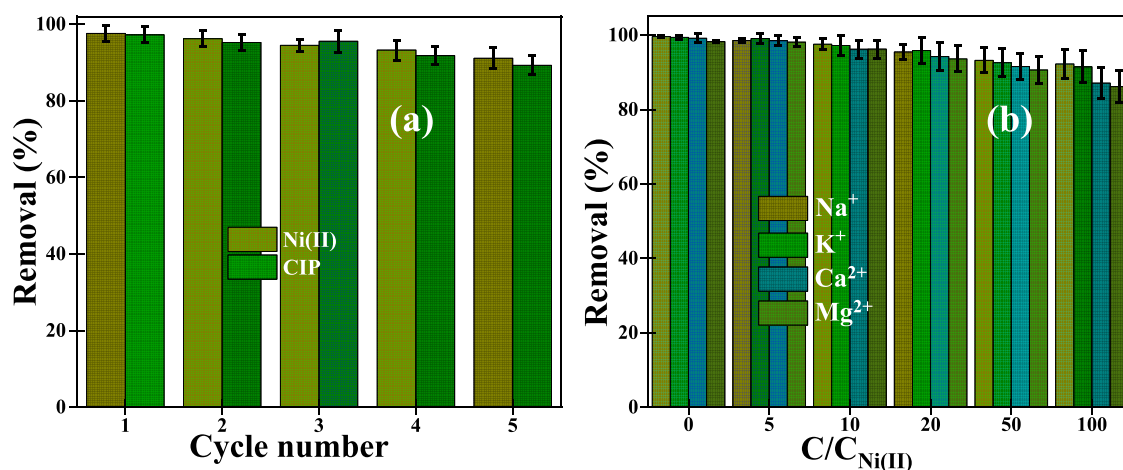 100
80
60
40
20
0
Removal (%)
(a)
Ni(II)
CIP
1 2 3 4 5
Cycle number
100
80
60
40
20
0
Removal (%)
(b)
Na⁺
K⁺
Ca²⁺
Mg²⁺
0 5 10 20 50 100
C/C_Ni(II)